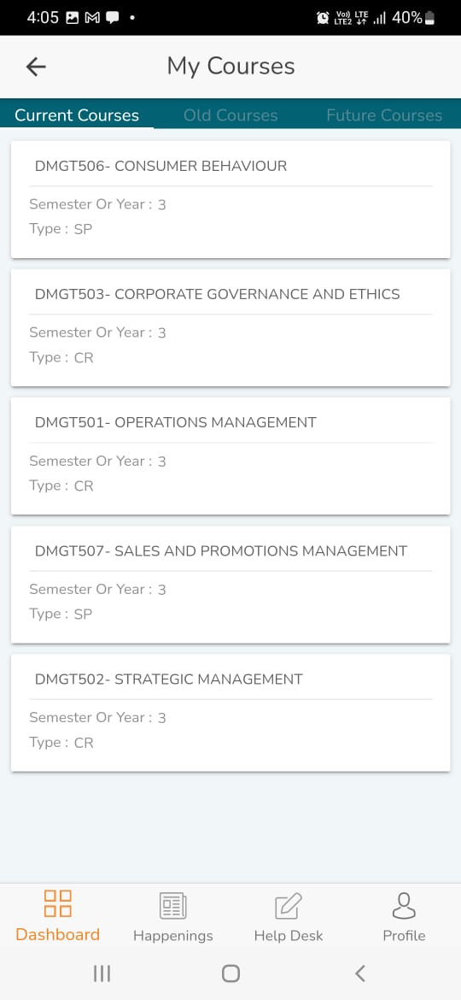 4:05
Vo) LTE
LTE2
40%
My Courses
Current Courses
Old Courses
Future Courses
DMGT506- CONSUMER BEHAVIOUR
Semester Or Year : 3
Type : SP
DMGT503- CORPORATE GOVERNANCE AND ETHICS
Semester Or Year : 3
Type : CR
DMGT501- OPERATIONS MANAGEMENT
Semester Or Year : 3
Type : CR
DMGT507- SALES AND PROMOTIONS MANAGEMENT
Semester Or Year : 3
Type : SP
DMGT502- STRATEGIC MANAGEMENT
Semester Or Year : 3
Type : CR
Dashboard
Happenings
Help Desk
Profile